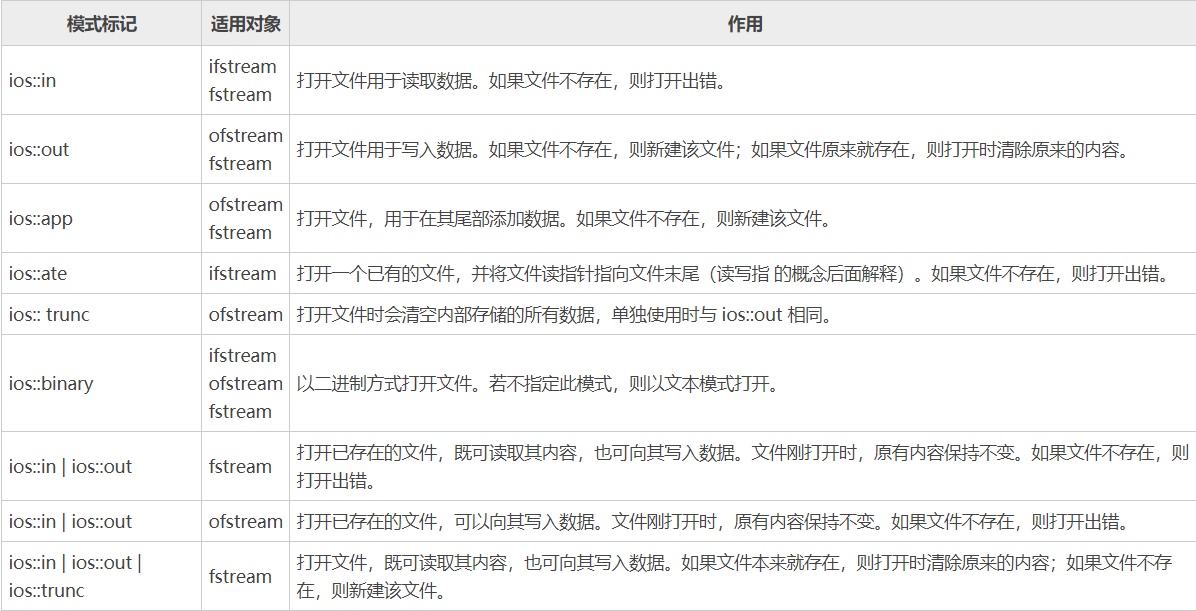 模式标记 适用对象 作用
ios::in
ifstream
fstream
打开文件用于读取数据。如果文件不存在，则打开出错。
ios::out
ofstream
fstream
打开文件用于写入数据。如果文件不存在，则新建该文件；如果文件原来就存在，则打开时清除原来的内容。
ios::app
ofstream
fstream
打开文件，用于在其尾部添加数据。如果文件不存在，则新建该文件。
ios::ate ifstream 打开一个已有的文件，并将文件读指针指向文件末尾（读写指 的概念后面解释）。如果文件不存在，则打开出错。
ios:: trunc ofstream 打开文件时会清空内部存储的所有数据，单独使用时与 ios::out 相同。
ios::binary
ifstream
ofstream
fstream
以二进制方式打开文件。若不指定此模式，则以文本模式打开。
ios::in | ios::out fstream
打开已存在的文件，既可读取其内容，也可向其写入数据。文件刚打开时，原有内容保持不变。如果文件不存在，则
打开出错。
ios::in | ios::out ofstream 打开已存在的文件，可以向其写入数据。文件刚打开时，原有内容保持不变。如果文件不存在，则打开出错。
ios::in | ios::out |
ios::trunc
fstream
打开文件，既可读取其内容，也可向其写入数据。如果文件本来就存在，则打开时清除原来的内容；如果文件不存
在，则新建该文件。